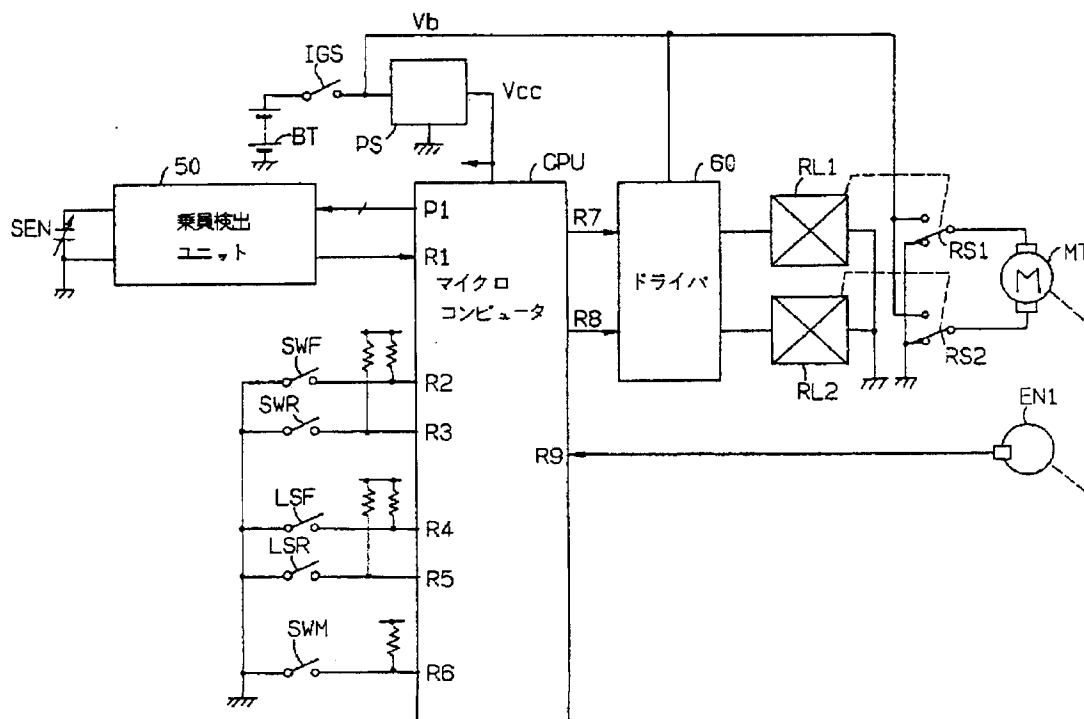 Vb
IGS
Vcc
BT
PS
CPU
50
60
RL1
SEN
乗員検出
ユニット
P1
R1
R7
RS1
MT
M
マイクロ
コンピュータ
ドライバ
R8
RS2
RL2
SWF
R2
SWR
R3
EN1
R9
LSF
R4
LSR
R5
SWM
R6